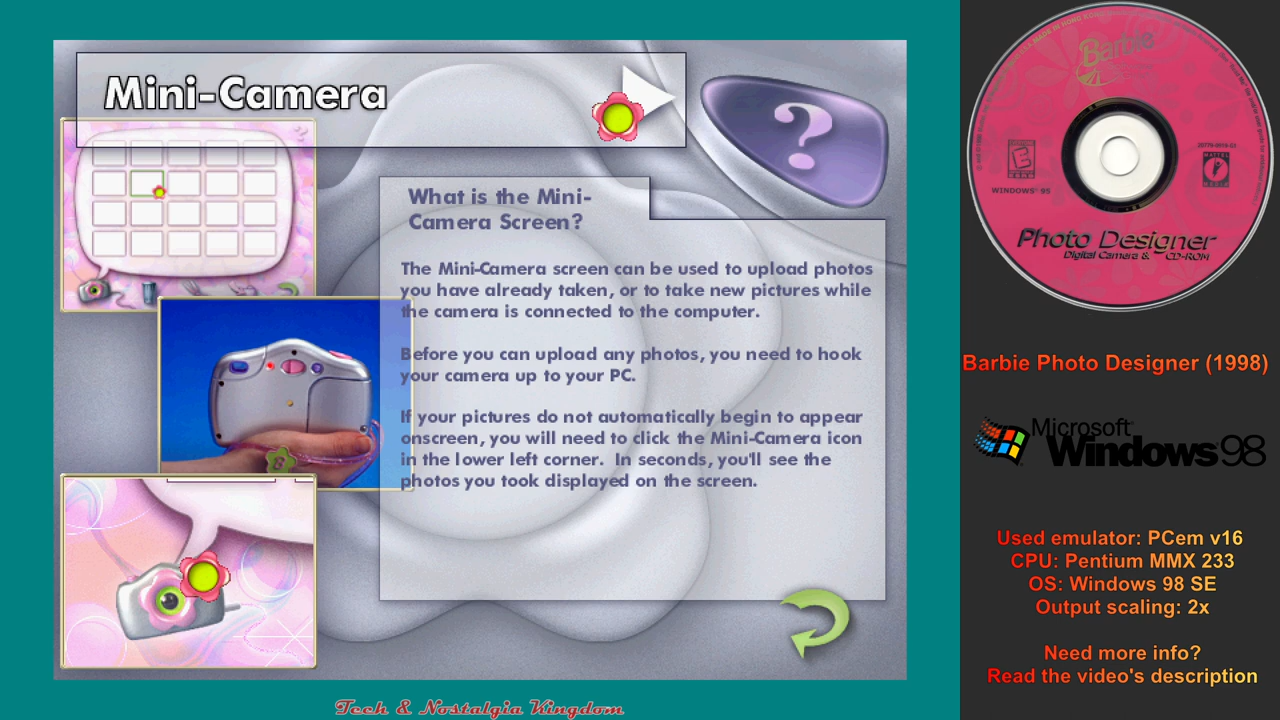 Mini-Camera
?
What is the Mini-
Camera Screen?
The Mini-Camera screen can be used to upload photos
you have already taken, or to take new pictures while
the camera is connected to the computer.
Before you can upload any photos, you need to hook
your camera up to your PC.
If your pictures do not automatically begin to appear
onscreen, you will need to click the Mini-Camera icon
in the lower left corner.  In seconds, you'll see the
photos you took displayed on the screen.
Tech & Nostalgia Kingdom
Barbie
E
WINDOWS® 95
MATTEL
MEDIA
Photo Designer
Digital Camera & CD-ROM
Barbie Photo Designer (1998)
Microsoft
Windows 98
Used emulator: PCem v16
CPU: Pentium MMX 233
OS: Windows 98 SE
Output scaling: 2x
Need more info?
Read the video's description